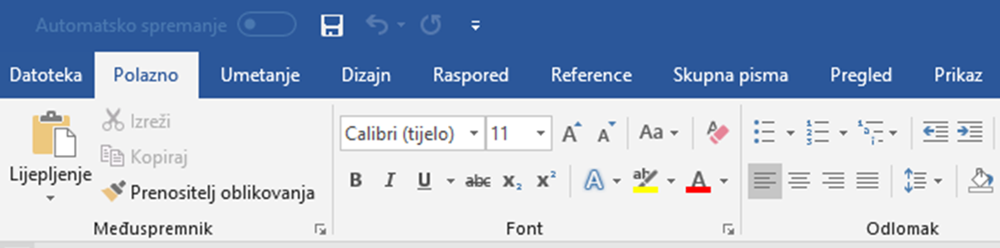 Automatsko spremanje
Datoteka Polazno Umetanje Dizajn Raspored Reference Skupna pisma Pregled Prikaz
Lijepljenje
Izreži
Kopiraj
Prenositelj oblikovanja
Međuspremnik
Calibri (tijelo) 11 A A Aa A
B I U abc x₂ x² A ab A
Font
Odlomak